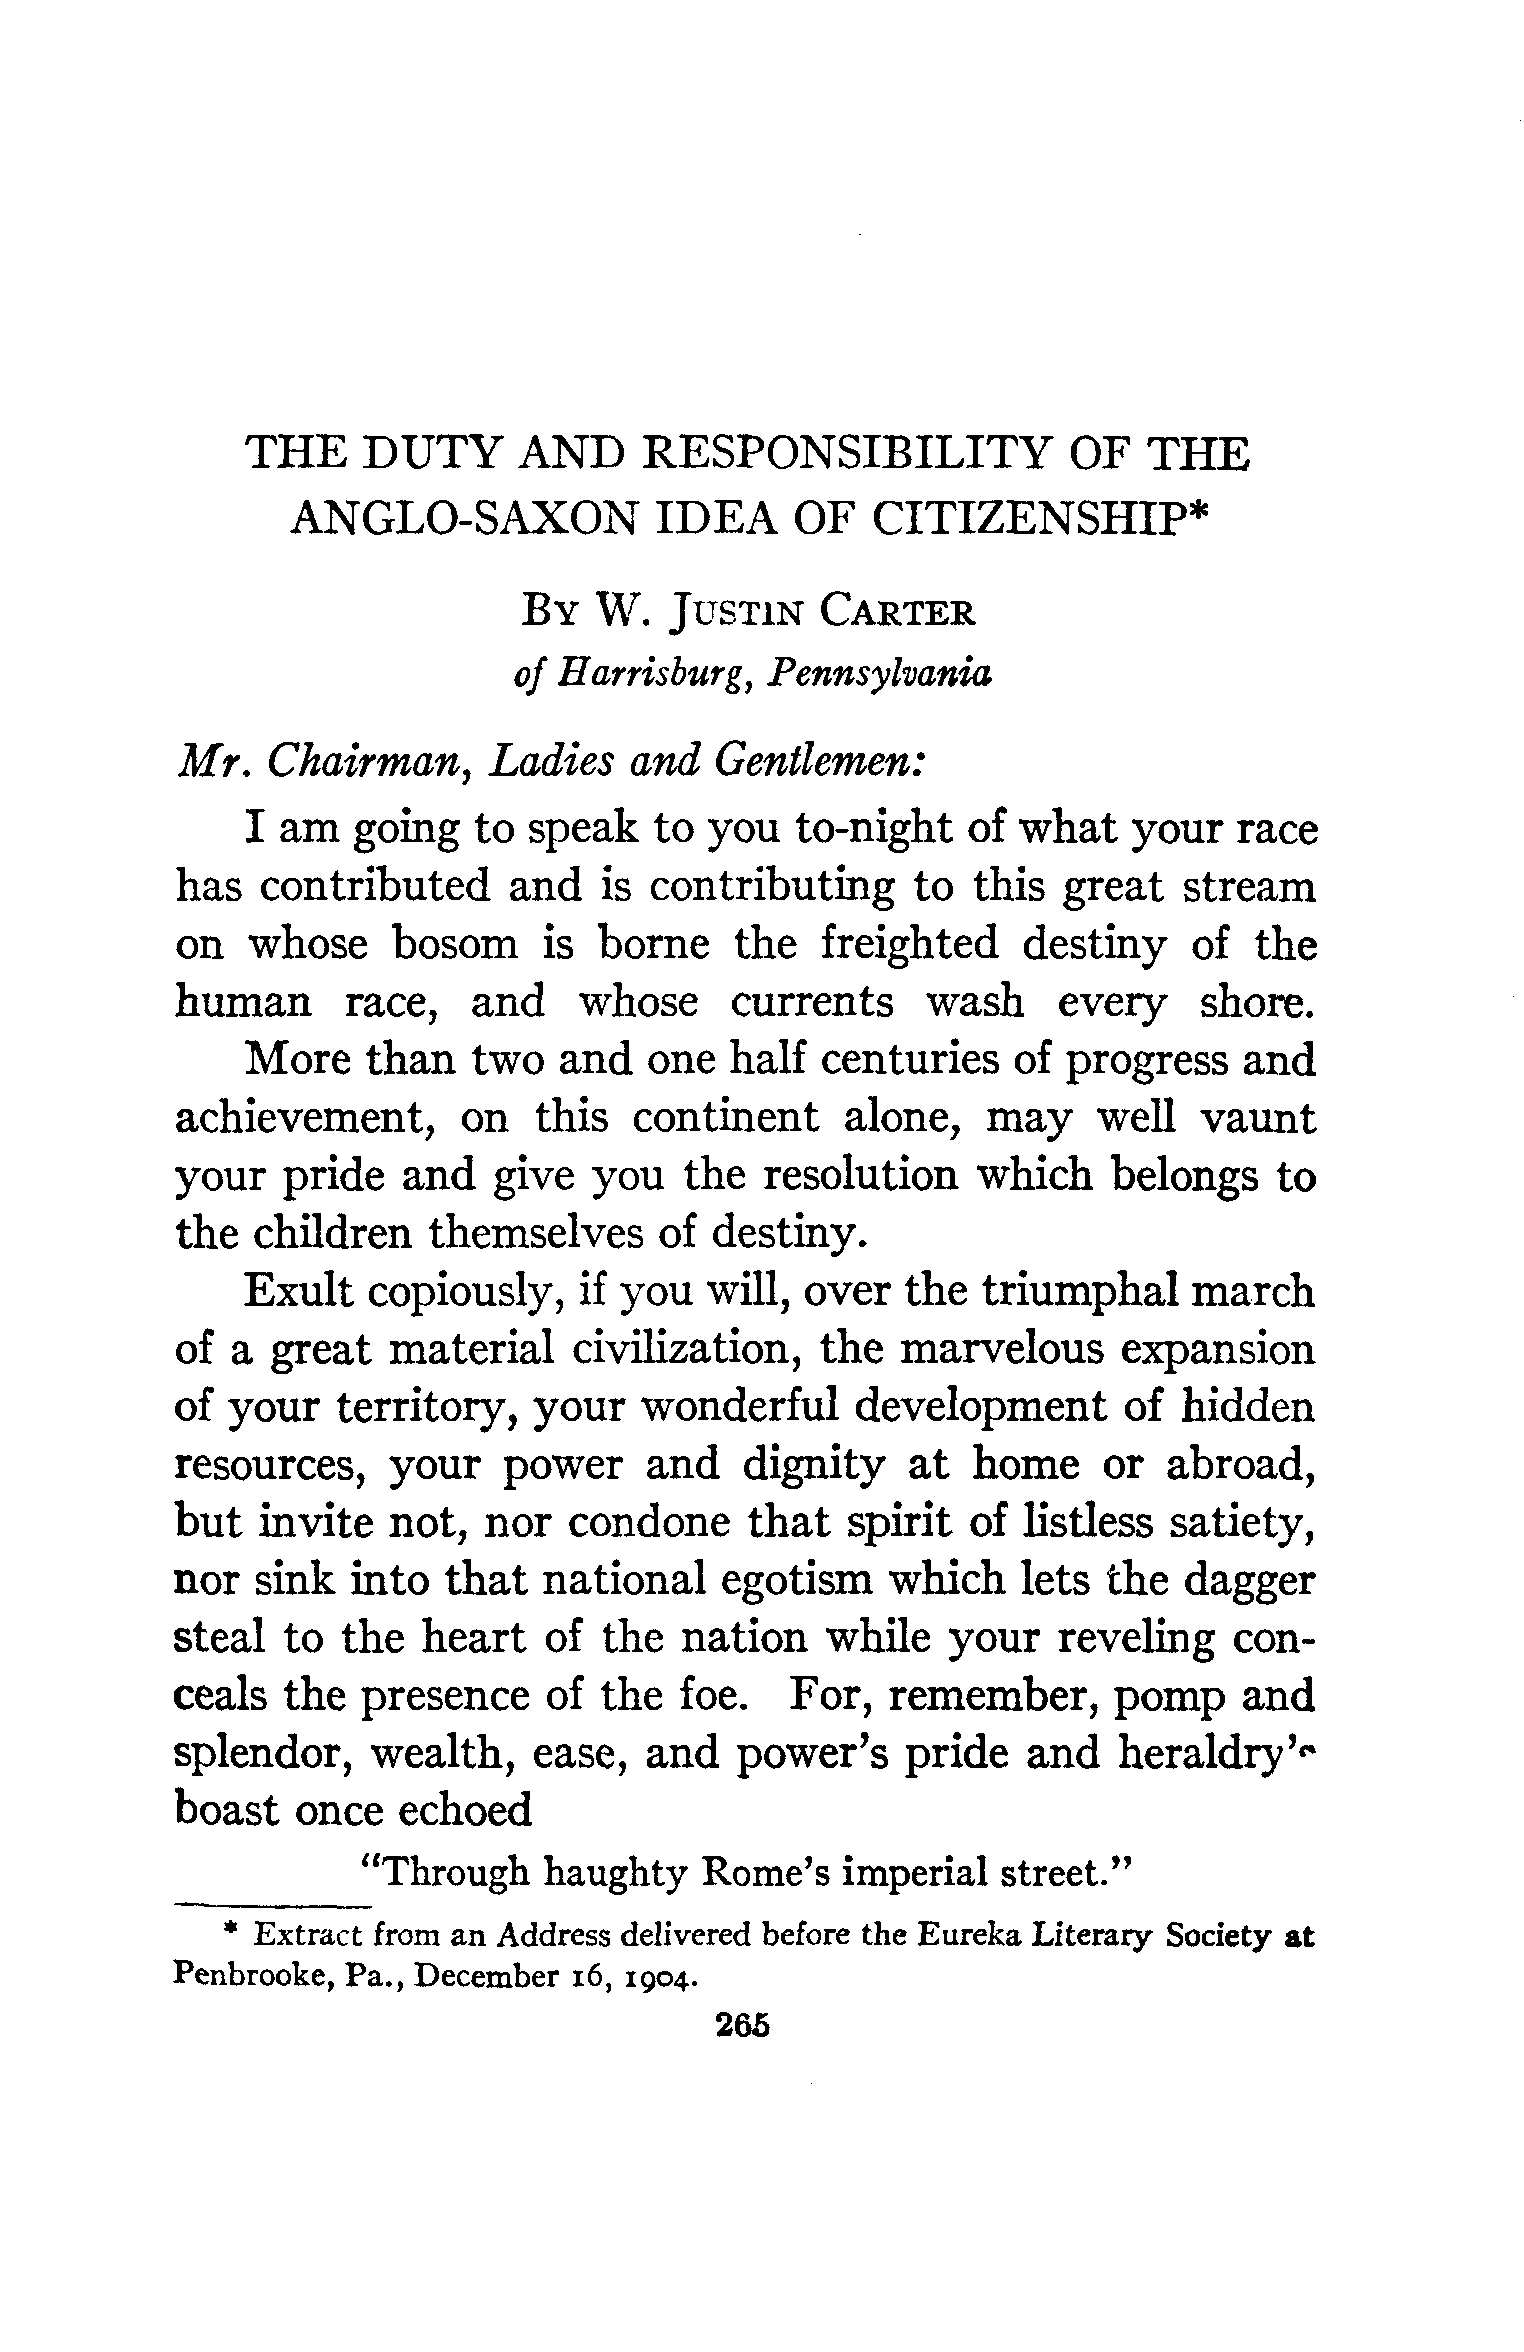 THE DUTY AND RESPONSIBILITY OF THE
ANGLO-SAXON IDEA OF CITIZENSHIP*
BY W. JUSTIN CARTER
of Harrisburg, Pennsylvania
Mr. Chairman, Ladies and Gentlemen:
I am going to speak to you to-night of what your race
has contributed and is contributing to this great stream
on whose bosom is borne the freighted destiny of the
human race, and whose currents wash every shore.
More than two and one half centuries of progress and
achievement, on this continent alone, may well vaunt
your pride and give you the resolution which belongs to
the children themselves of destiny.
Exult copiously, if you will, over the triumphal march
of a great material civilization, the marvelous expansion
of your territory, your wonderful development of hidden
resources, your power and dignity at home or abroad,
but invite not, nor condone that spirit of listless satiety,
nor sink into that national egotism which lets the dagger
steal to the heart of the nation while your reveling con-
ceals the presence of the foe. For, remember, pomp and
splendor, wealth, ease, and power's pride and heraldry's
boast once echoed
"Through haughty Rome's imperial street."
* Extract from an Address delivered before the Eureka Literary Society at
Penbrooke, Pa., December 16, 1904.
265